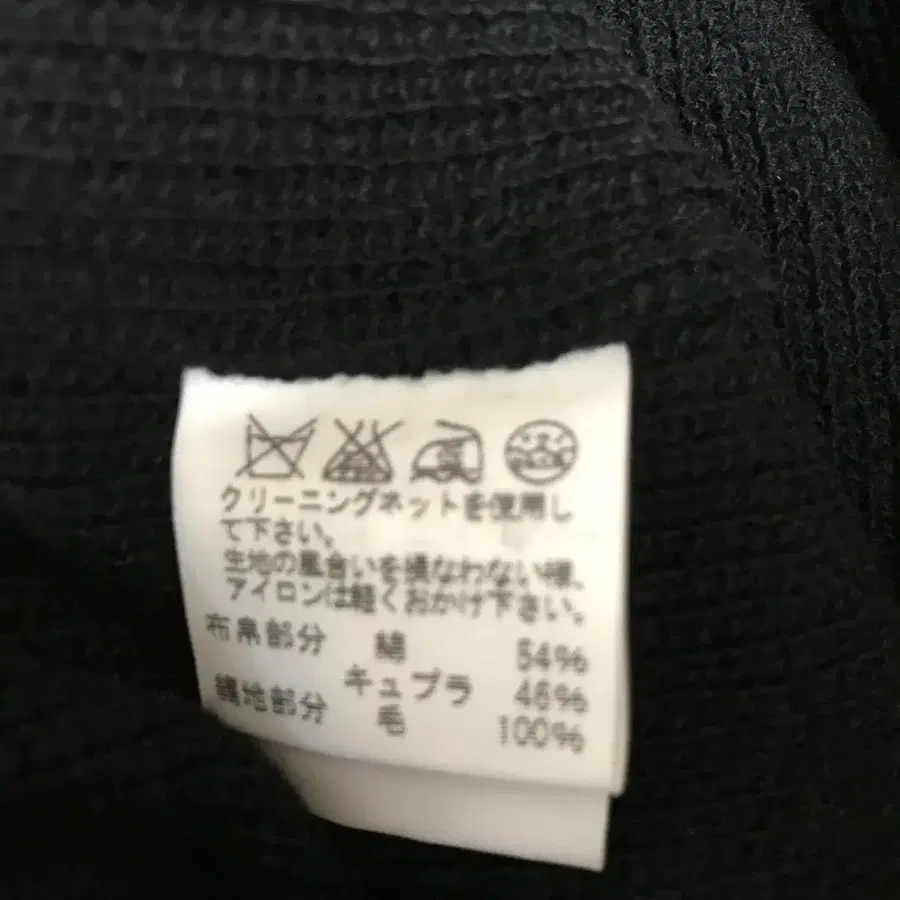 クリーニングネットを使用し
て下さい。
生地の風合いを損なわない様、
アイロンは軽くおかけ下さい。
布帛部分 綿 54%
キュプラ 46%
編地部分 毛 100%